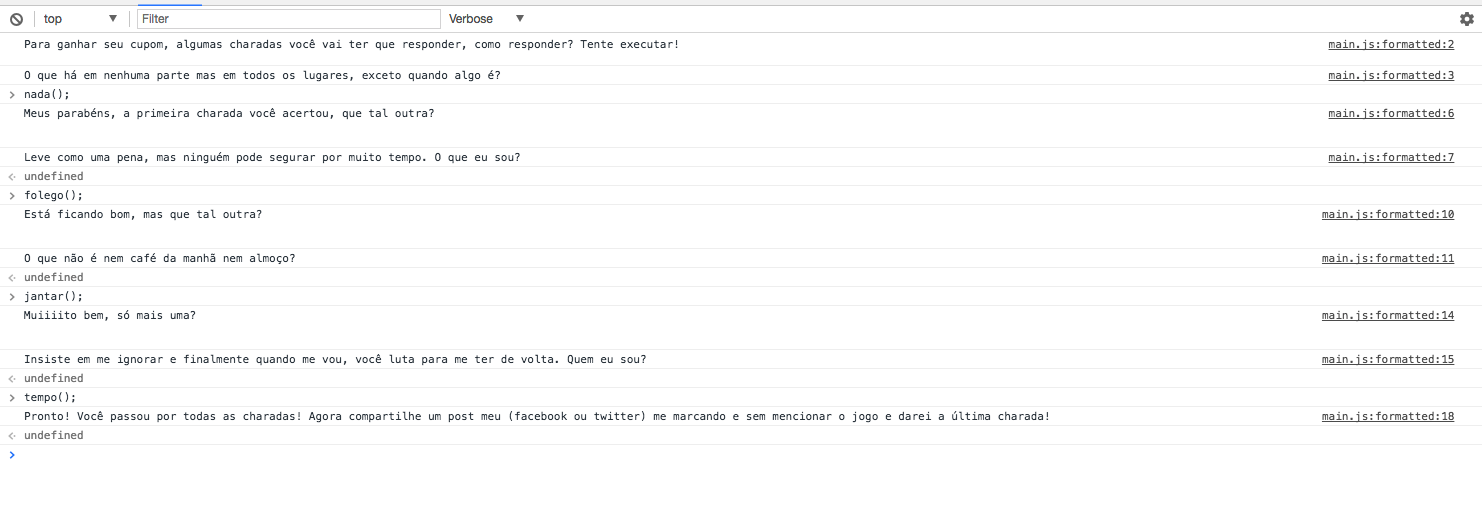 top Filter Verbose
Para ganhar seu cupom, algumas charadas você vai ter que responder, como responder? Tente executar! main.js:formatted:2
O que há em nenhuma parte mas em todos os lugares, exceto quando algo é? main.js:formatted:3
nada();
Meus parabéns, a primeira charada você acertou, que tal outra? main.js:formatted:6
Leve como uma pena, mas ninguém pode segurar por muito tempo. O que eu sou? main.js:formatted:7
undefined
folego();
Está ficando bom, mas que tal outra? main.js:formatted:10
O que não é nem café da manhã nem almoço? main.js:formatted:11
undefined
jantar();
Muiiiito bem, só mais uma? main.js:formatted:14
Insiste em me ignorar e finalmente quando me vou, você luta para me ter de volta. Quem eu sou? main.js:formatted:15
undefined
tempo();
Pronto! Você passou por todas as charadas! Agora compartilhe um post meu (facebook ou twitter) me marcando e sem mencionar o jogo e darei a última charada! main.js:formatted:18
undefined